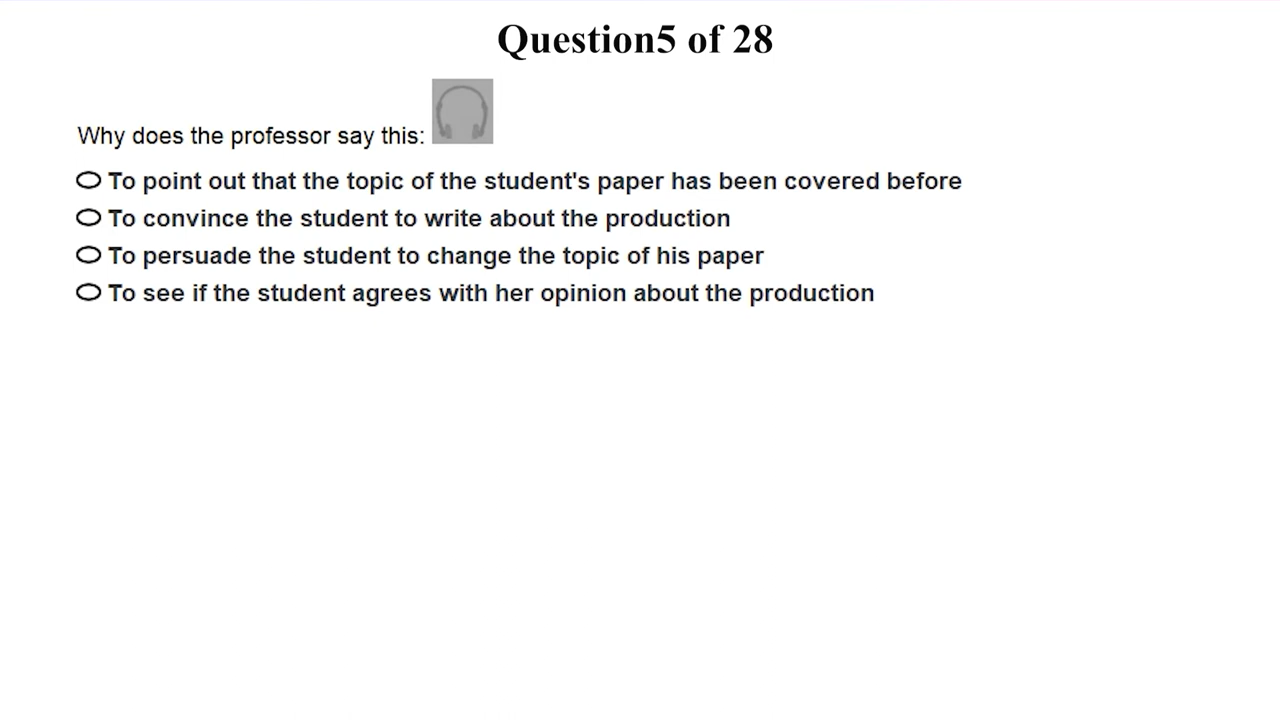 Question5 of 28
Why does the professor say this:
To point out that the topic of the student's paper has been covered before
To convince the student to write about the production
To persuade the student to change the topic of his paper
To see if the student agrees with her opinion about the production